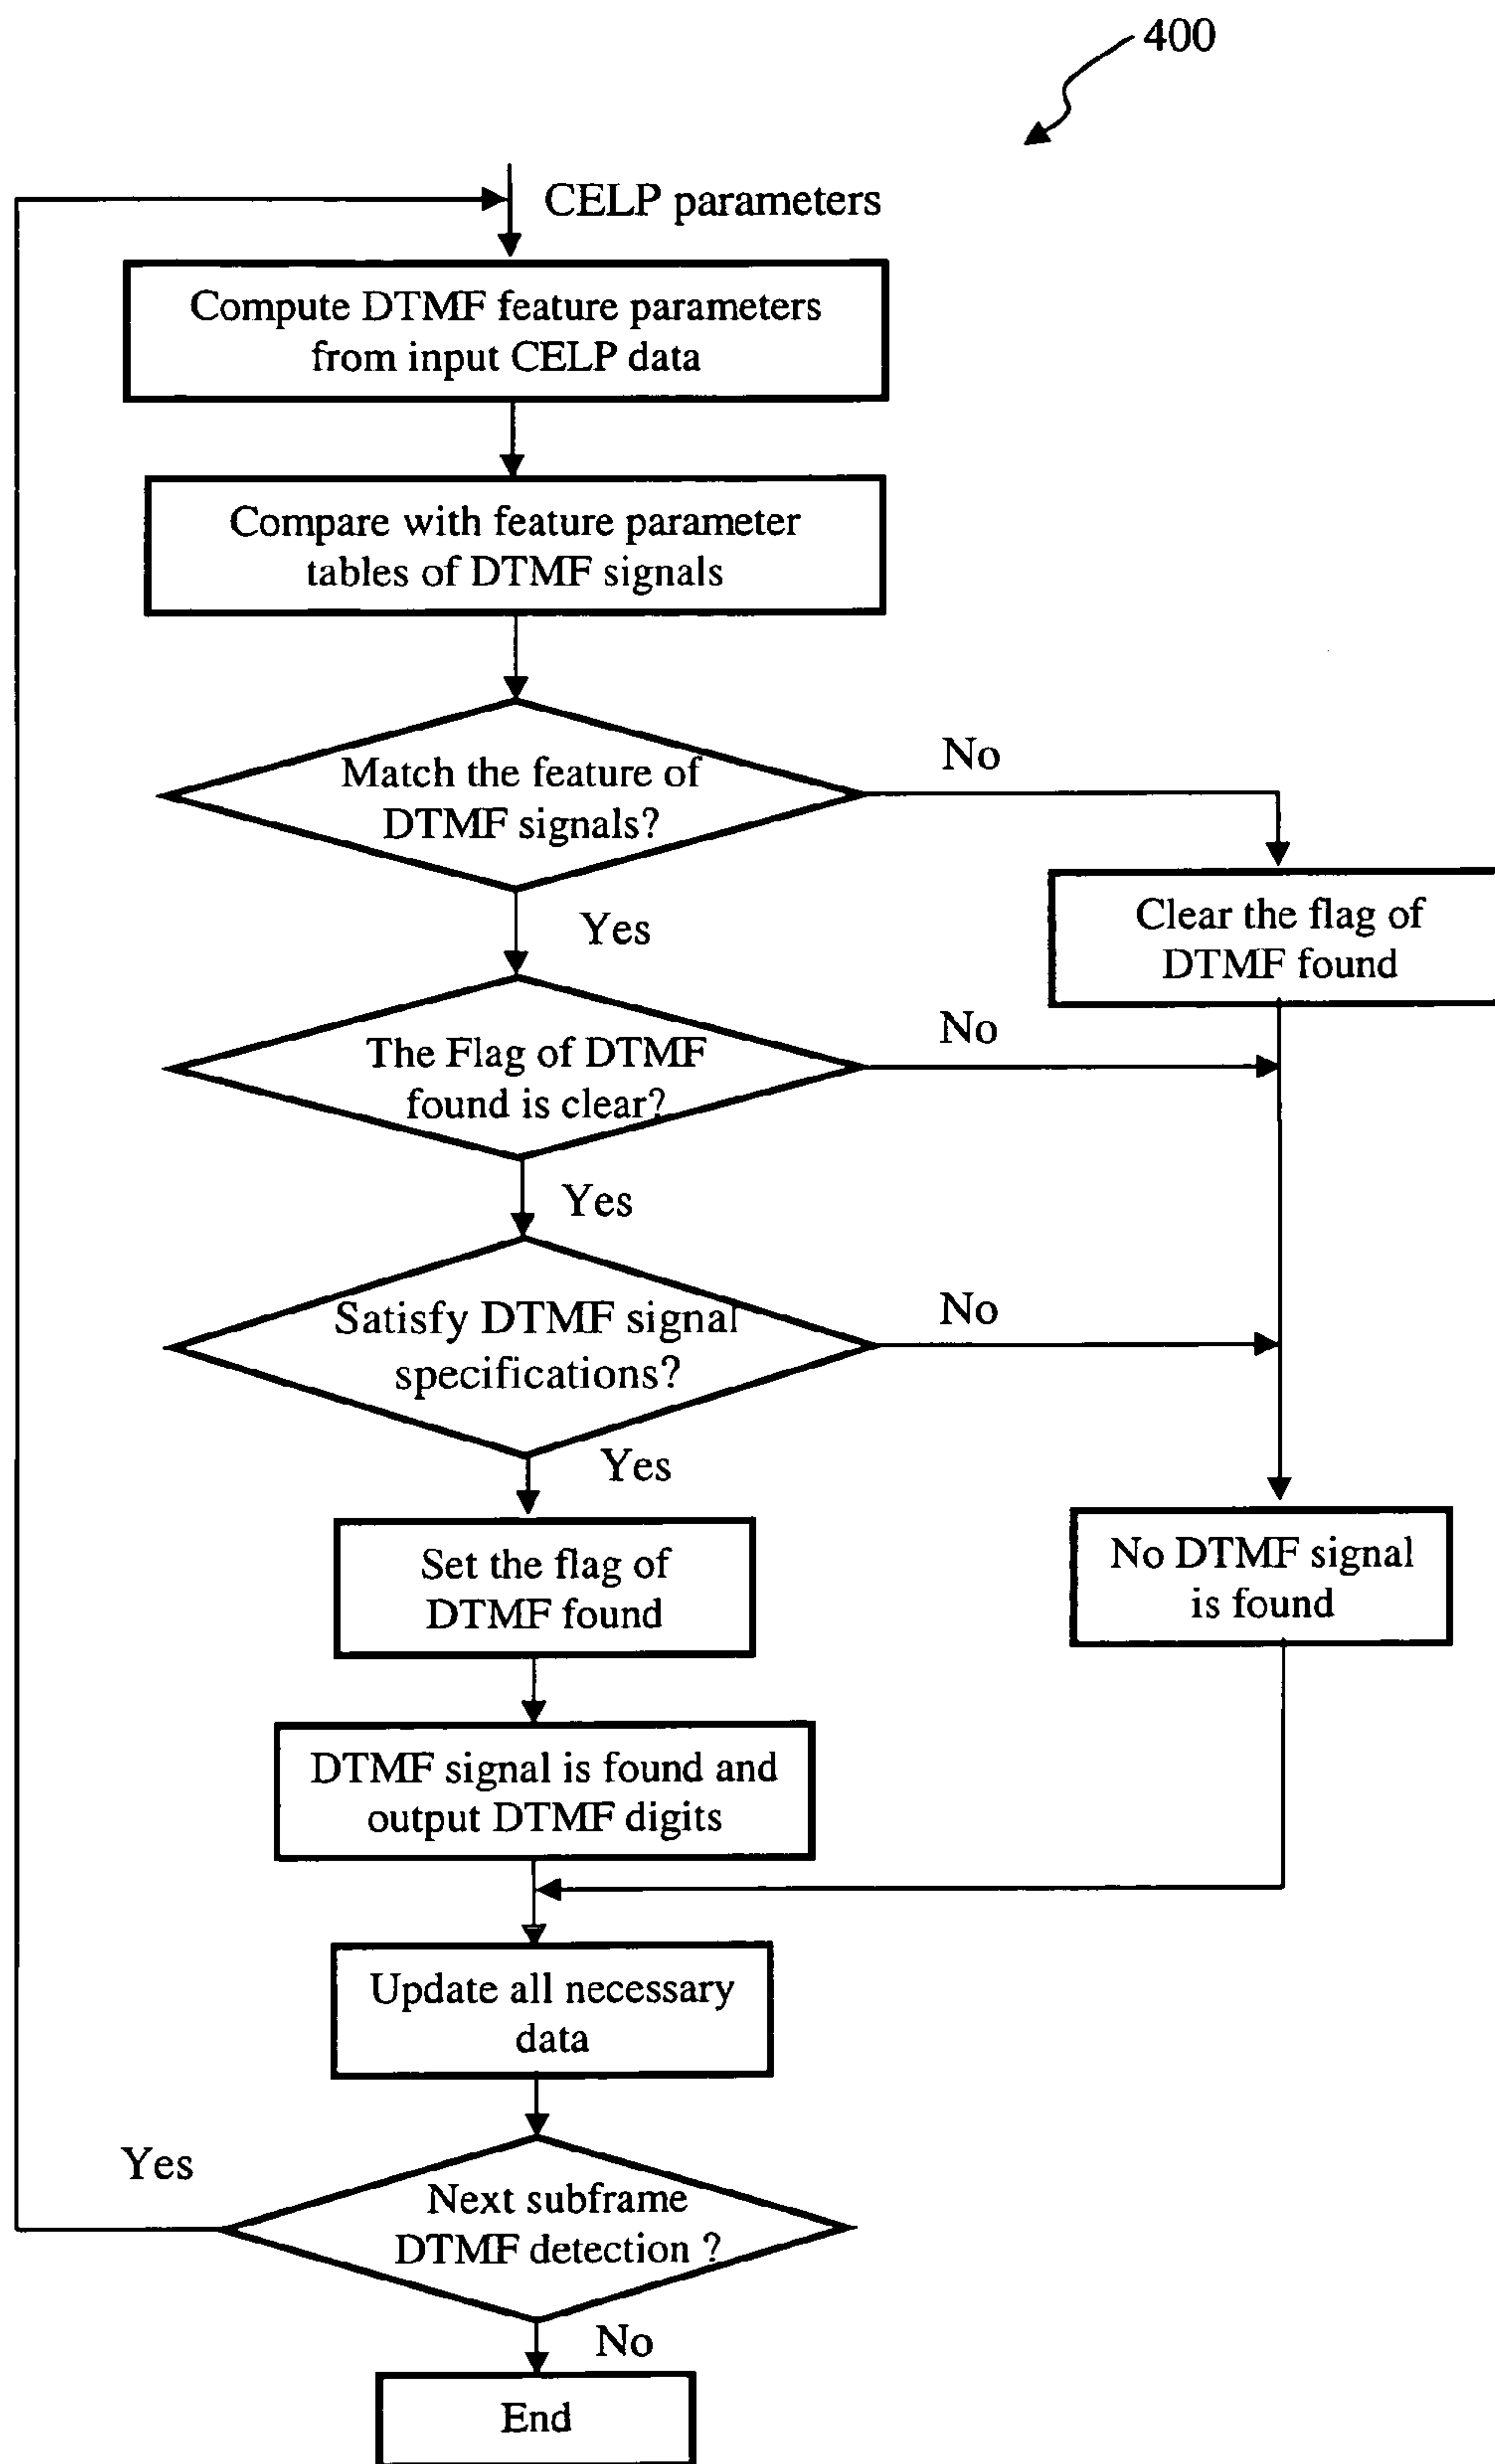 400
CELP parameters
Compute DTMF feature parameters
from input CELP data
Compare with feature parameter
tables of DTMF signals
Match the feature of
DTMF signals?
No
Yes
Clear the flag of
DTMF found
The Flag of DTMF
found is clear?
No
Yes
Satisfy DTMF signal
specifications?
No
Yes
Set the flag of
DTMF found
No DTMF signal
is found
DTMF signal is found and
output DTMF digits
Update all necessary
data
Next subframe
DTMF detection ?
Yes
No
End